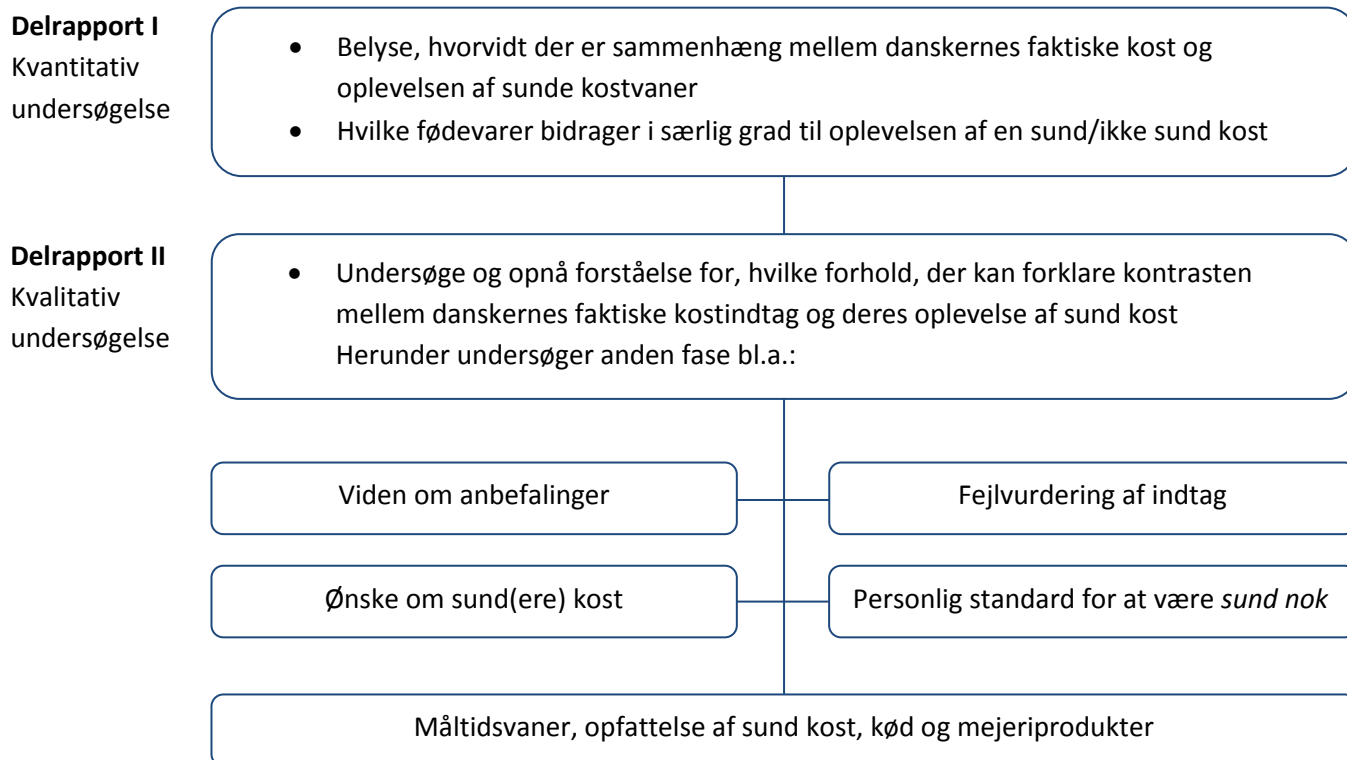 Delrapport I
Kvantitativ
undersøgelse
• Belyse, hvorvidt der er sammenhæng mellem danskernes faktiske kost og
oplevelsen af sunde kostvaner
• Hvilke fødevarer bidrager i særlig grad til oplevelsen af en sund/ikke sund kost
Delrapport II
Kvalitativ
undersøgelse
• Undersøge og opnå forståelse for, hvilke forhold, der kan forklare kontrasten
mellem danskernes faktiske kostindtag og deres oplevelse af sund kost
Herunder undersøger anden fase bl.a.:
Viden om anbefalinger
Fejlvurdering af indtag
Ønske om sund(ere) kost
Personlig standard for at være sund nok
Måltidsvaner, opfattelse af sund kost, kød og mejeriprodukter